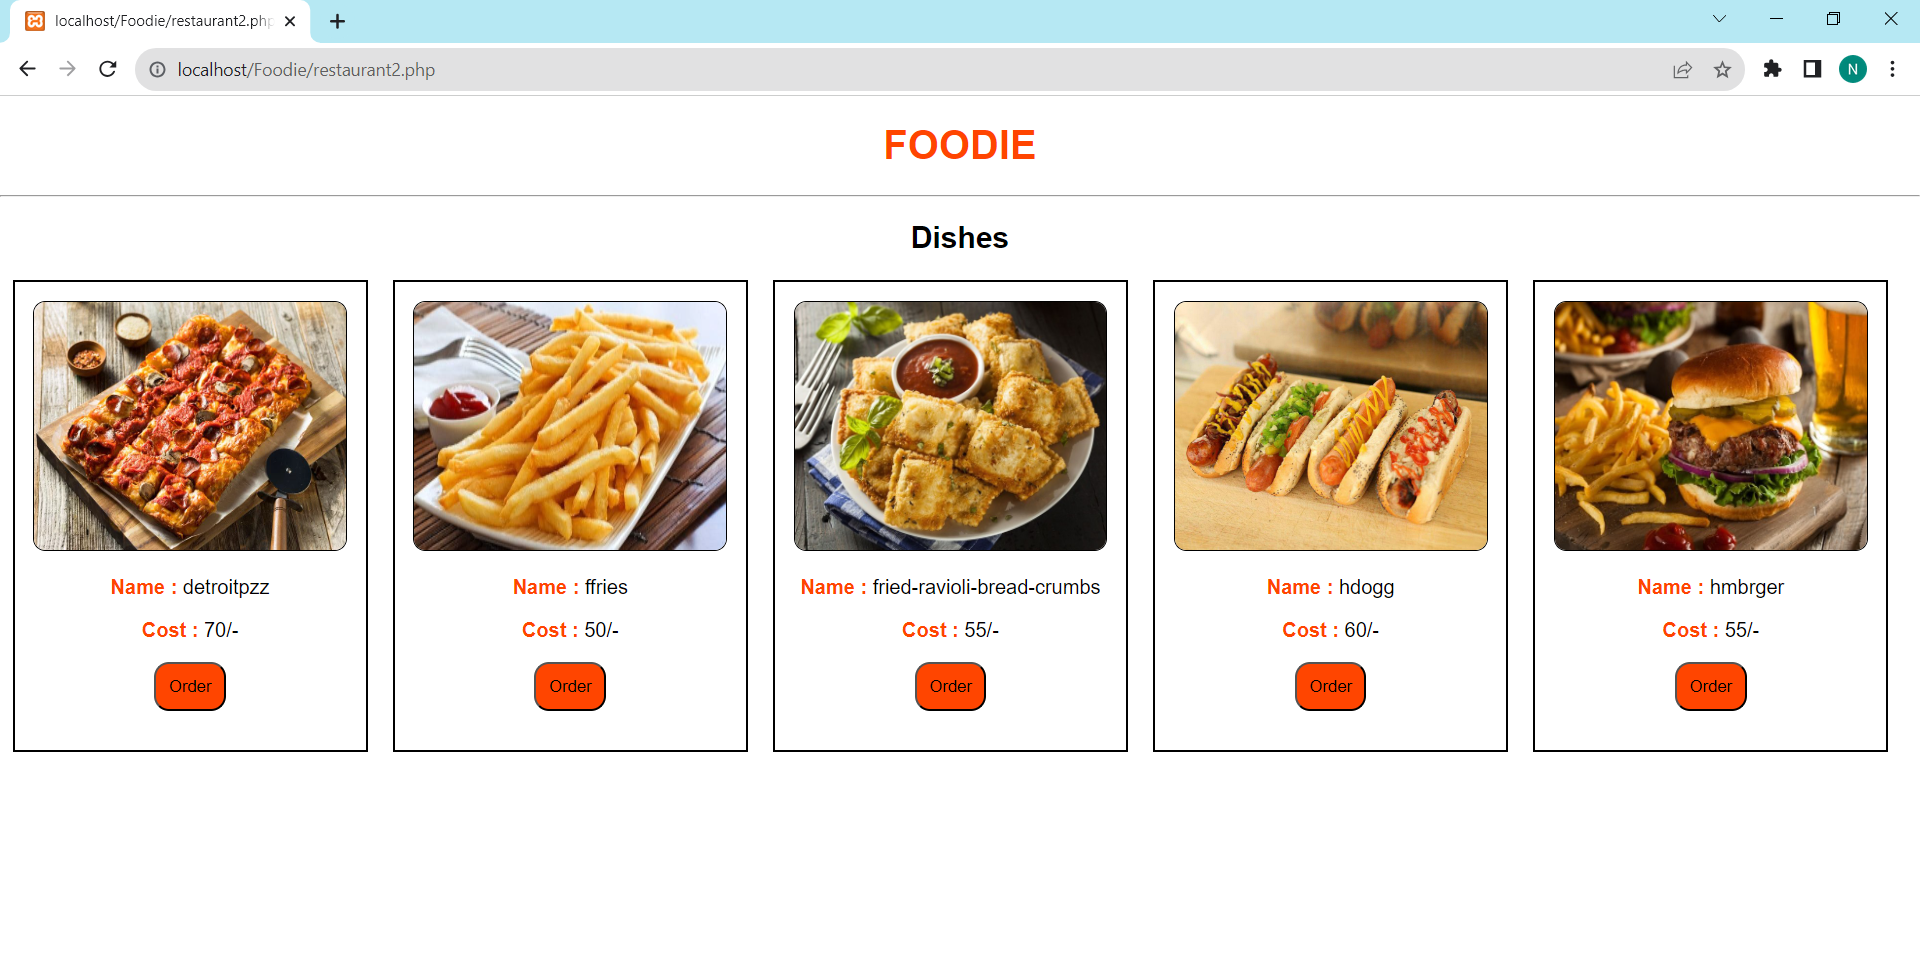 localhost/Foodie/restaurant2.php
localhost/Foodie/restaurant2.php
N
FOODIE
Dishes
Name : detroitpzz
Cost : 70/-
Order
Name : ffries
Cost : 50/-
Order
Name : fried-ravioli-bread-crumbs
Cost : 55/-
Order
Name : hdogg
Cost : 60/-
Order
Name : hmbrger
Cost : 55/-
Order